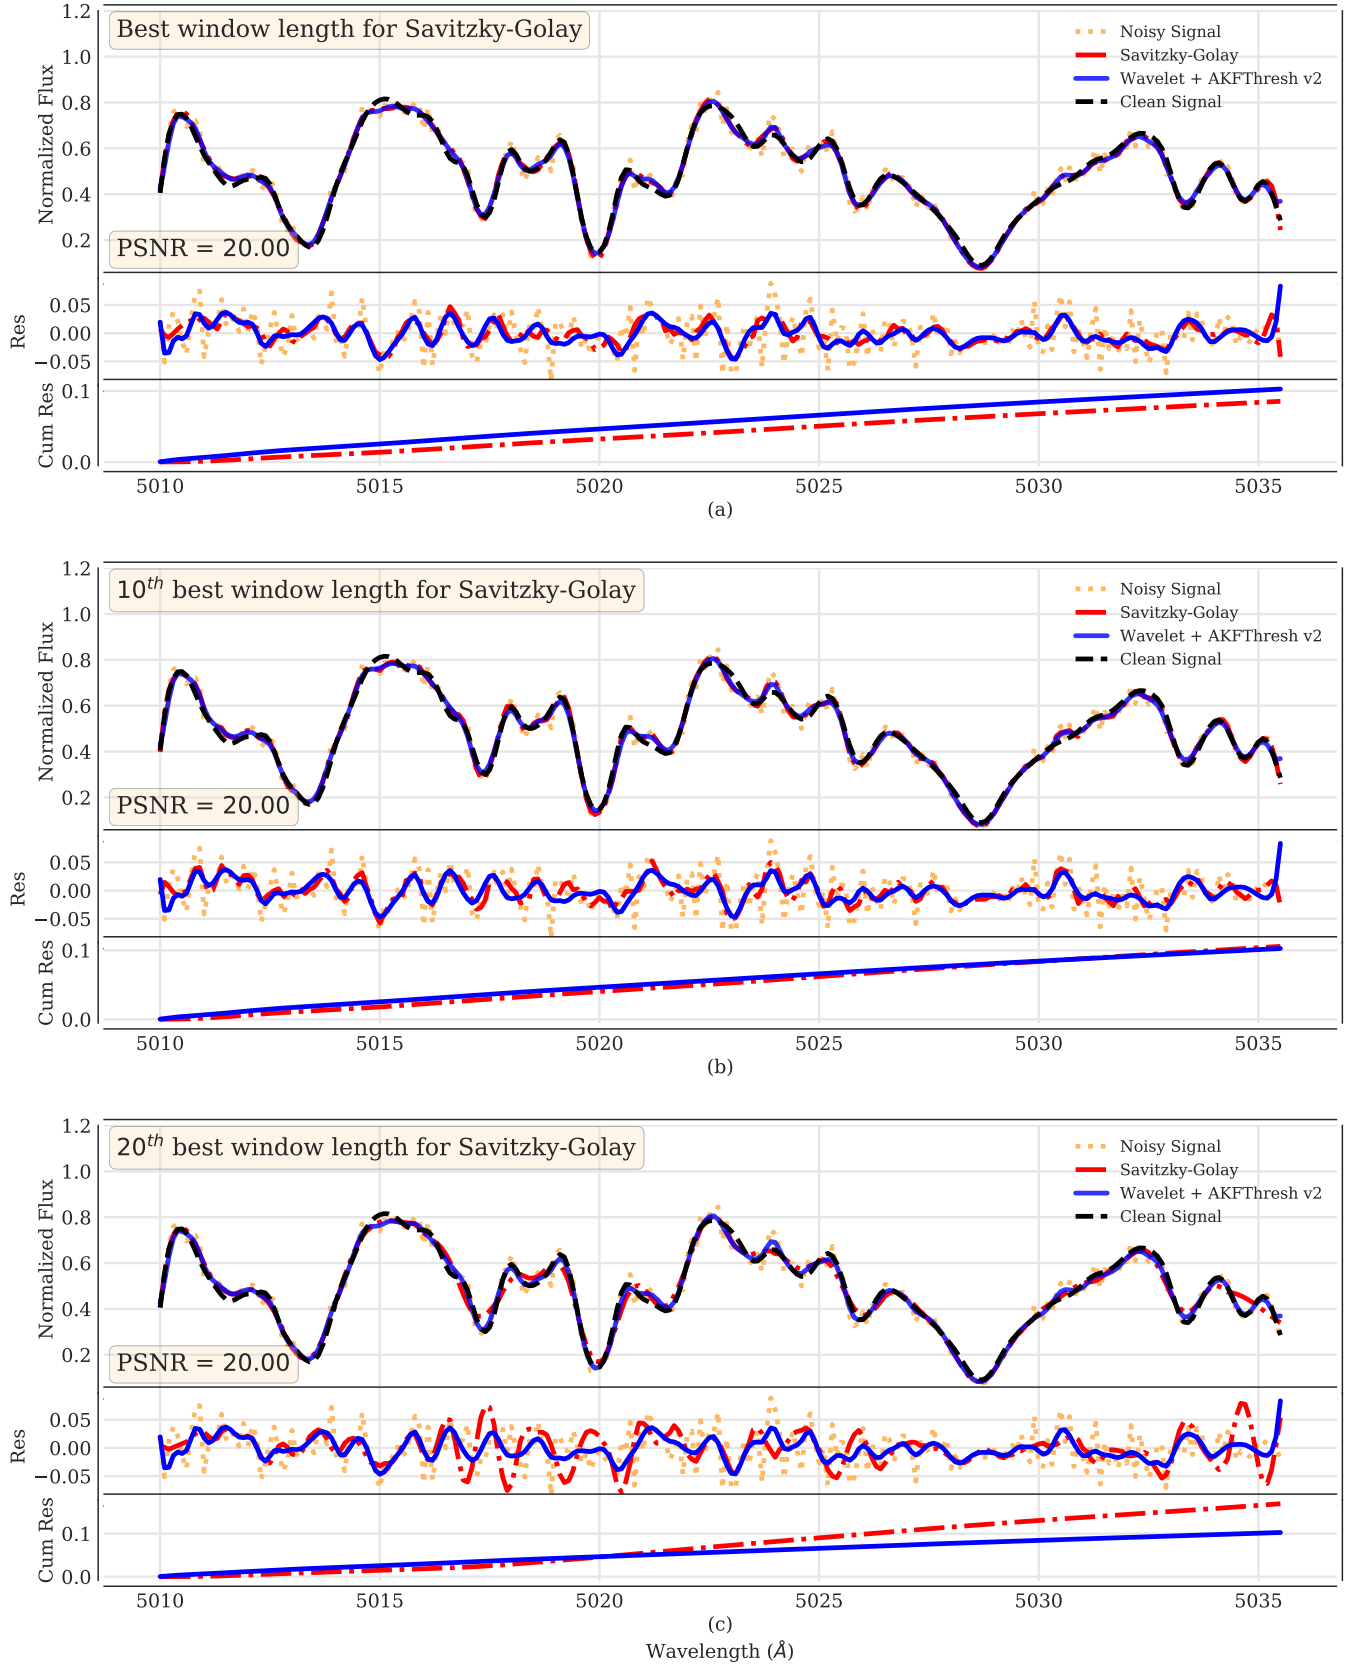 Best window length for Savitzky-Golay
Noisy Signal
Savitzky-Golay
Wavelet + AKFThresh v2
Clean Signal
Normalized Flux
1.2
1.0
0.8
0.6
0.4
0.2
PSNR = 20.00
Res
0.05
0.00
−0.05
Cum Res
0.1
0.0
5010 5015 5020 5025 5030 5035
(a)
10th best window length for Savitzky-Golay
Noisy Signal
Savitzky-Golay
Wavelet + AKFThresh v2
Clean Signal
Normalized Flux
1.2
1.0
0.8
0.6
0.4
0.2
PSNR = 20.00
Res
0.05
0.00
−0.05
Cum Res
0.1
0.0
5010 5015 5020 5025 5030 5035
(b)
20th best window length for Savitzky-Golay
Noisy Signal
Savitzky-Golay
Wavelet + AKFThresh v2
Clean Signal
Normalized Flux
1.2
1.0
0.8
0.6
0.4
0.2
PSNR = 20.00
Res
0.05
0.00
−0.05
Cum Res
0.1
0.0
5010 5015 5020 5025 5030 5035
(c)
Wavelength (Å)